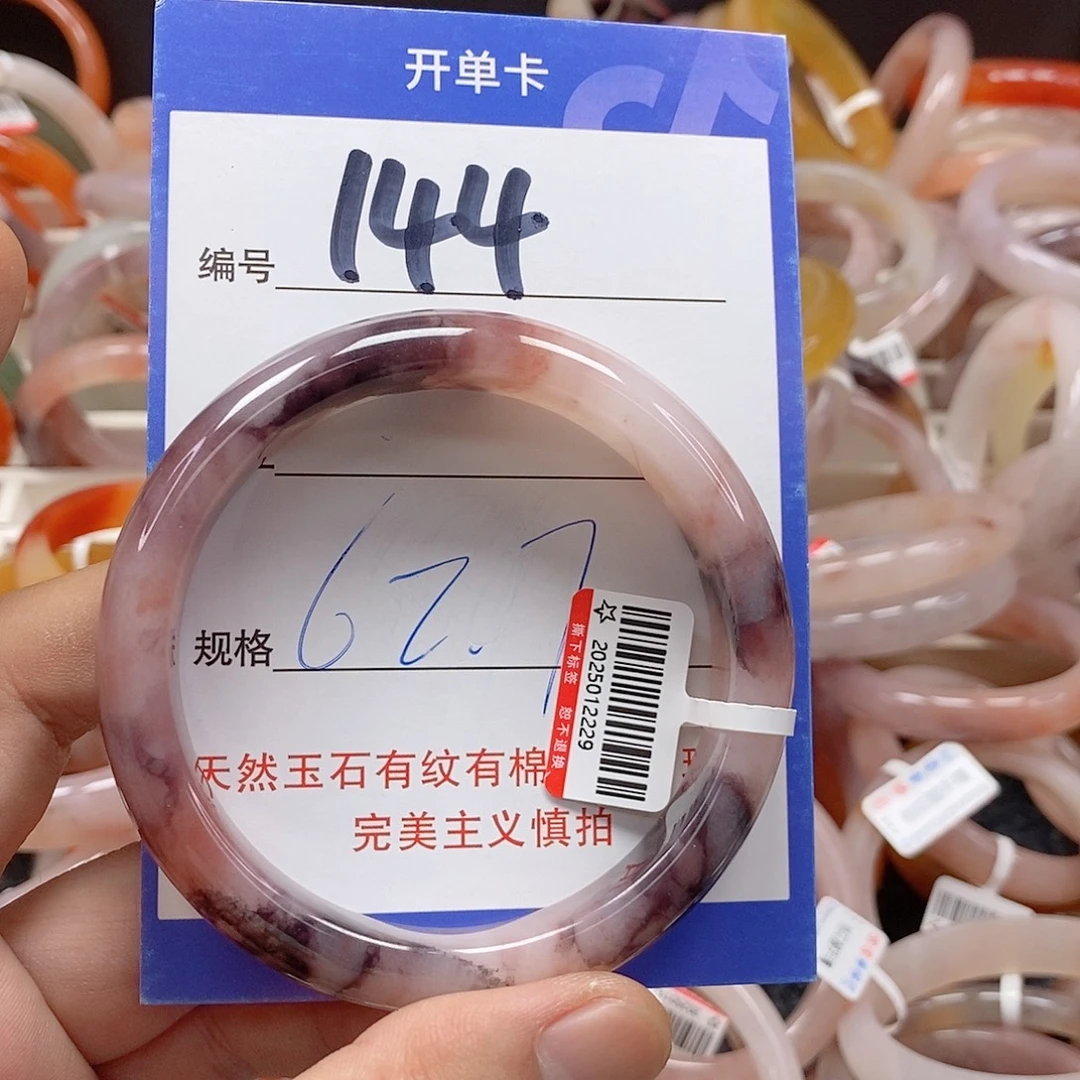 开单卡
编号 144
规格 62.7
撕下标签 恕不退换
☆ 2025012229
天然玉石有纹有棉
完美主义慎拍